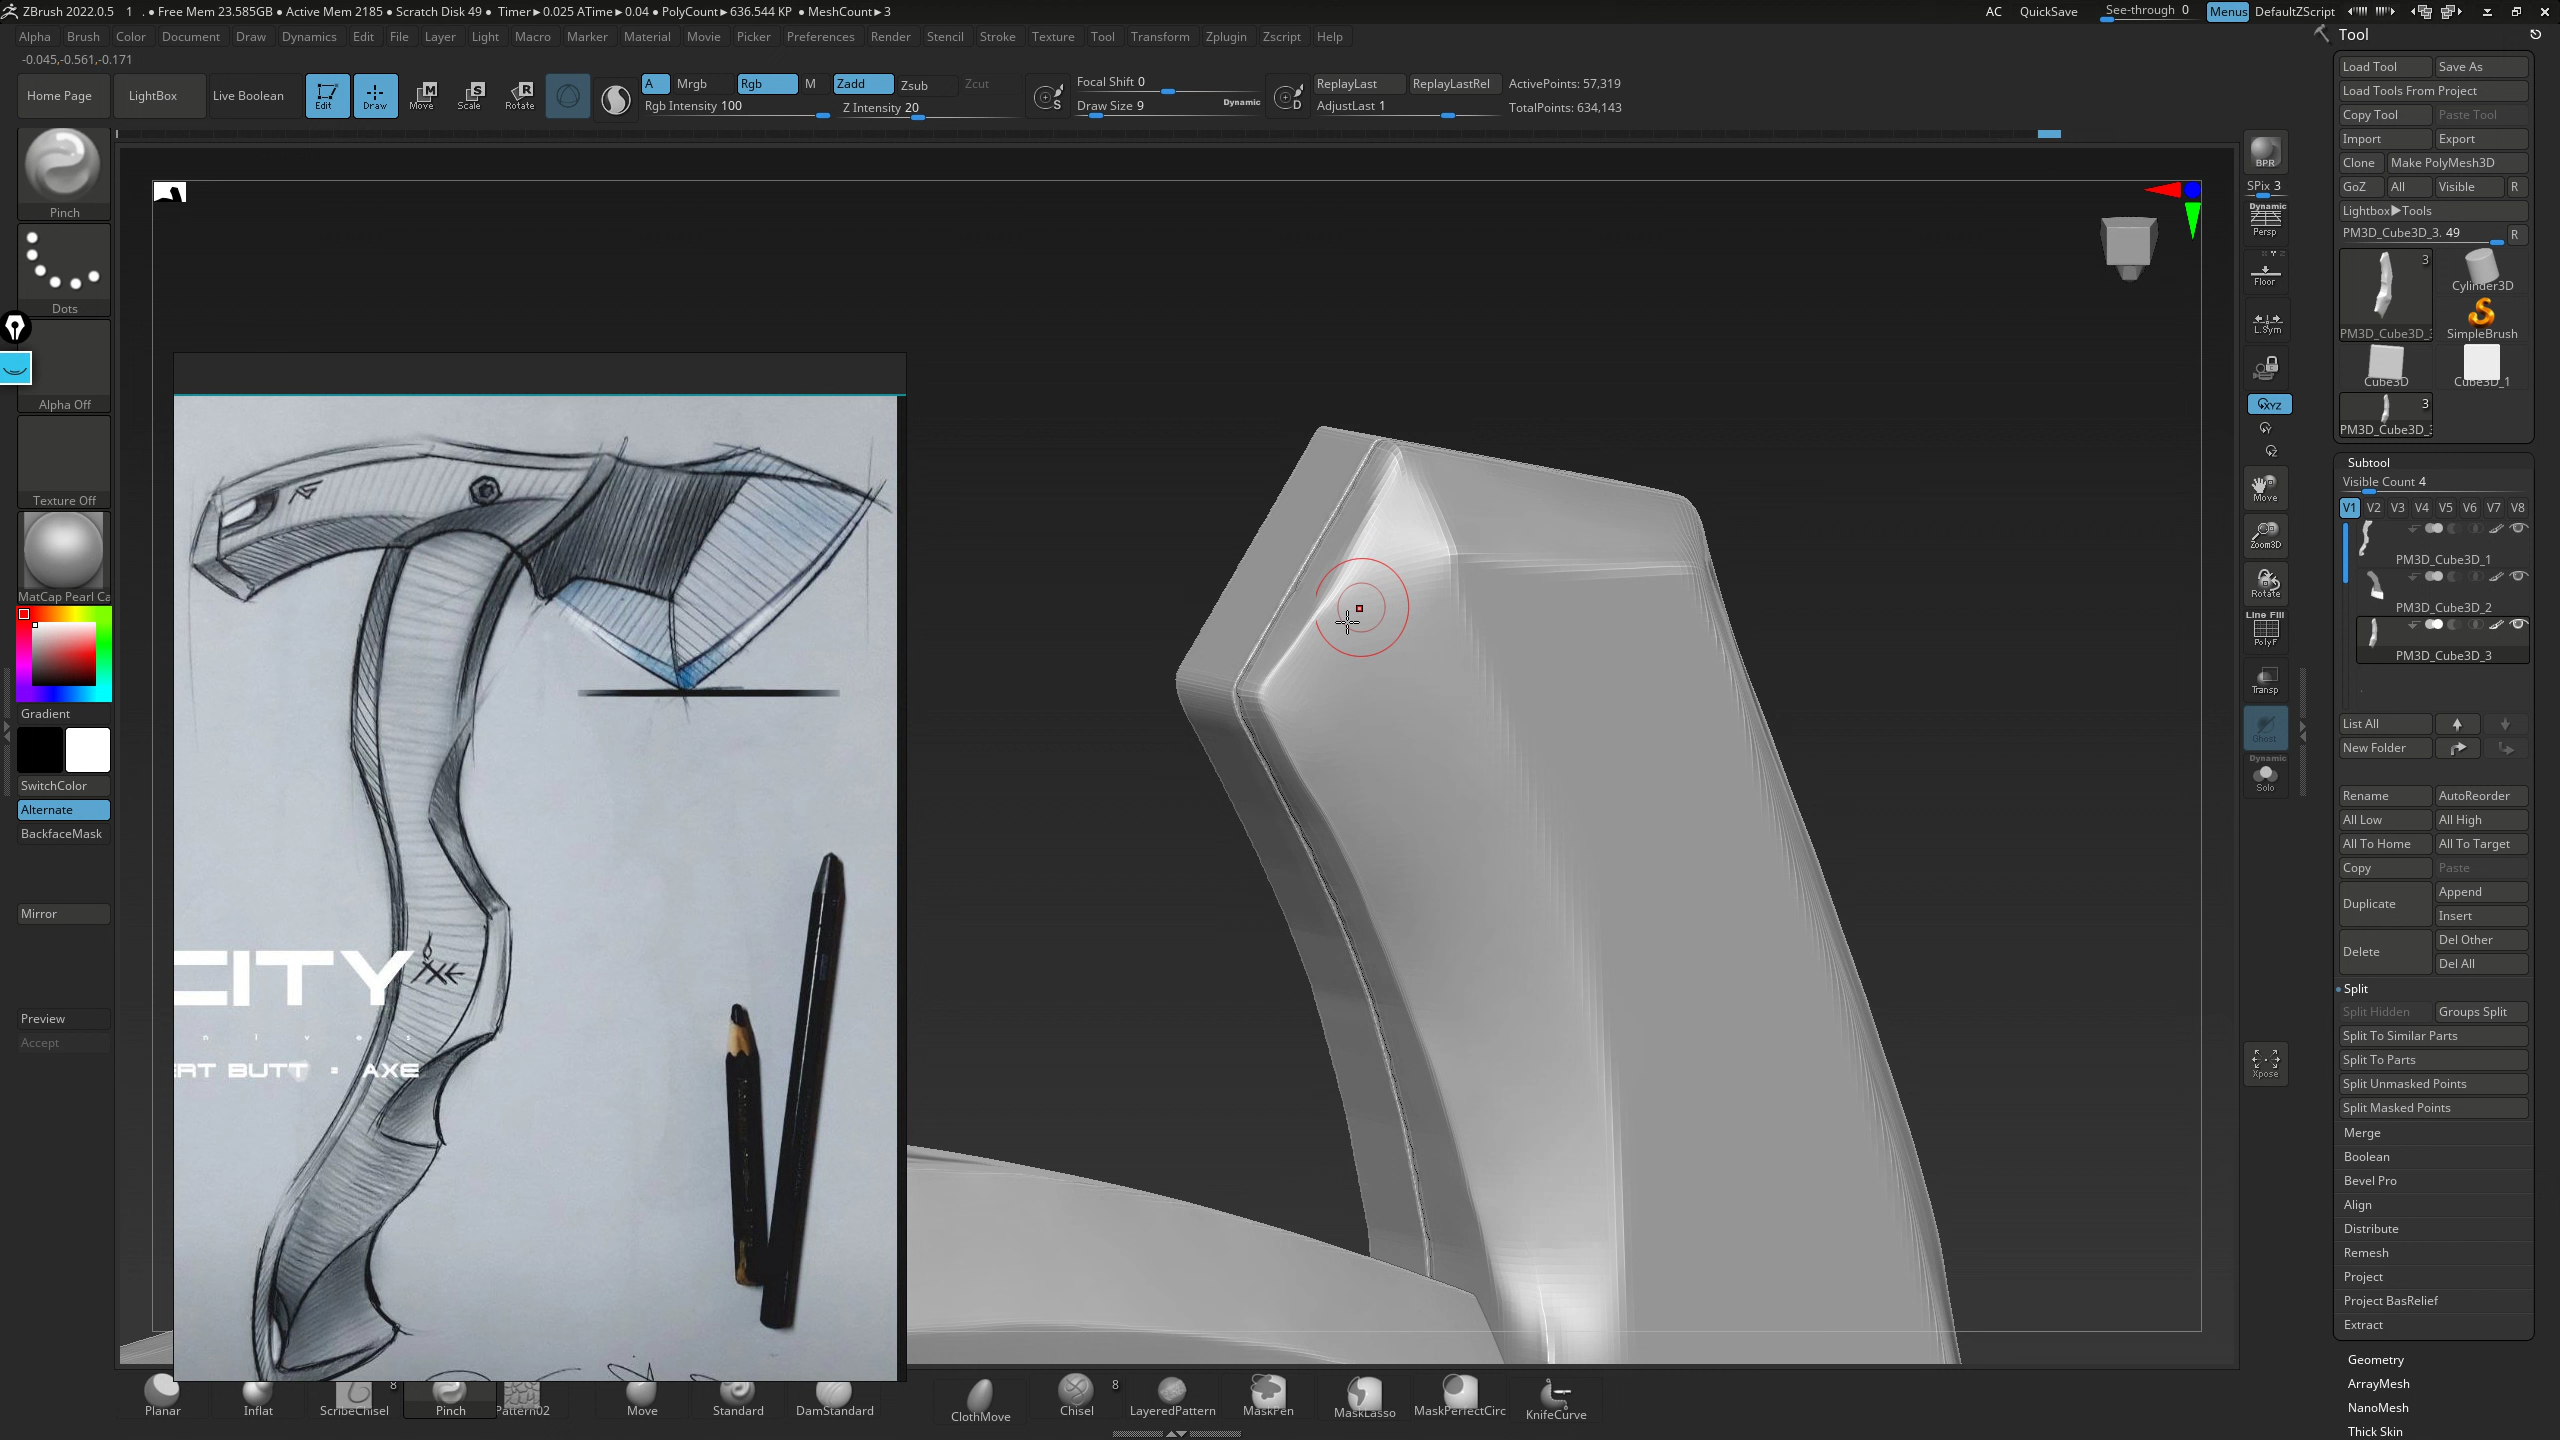 ZBrush 2022.0.5 1 . • Free Mem 23.585GB • Active Mem 2185 • Scratch Disk 49 • Timer▸0.025 ATime▸0.04 • PolyCount▸636.544 KP • MeshCount▸3
AC QuickSave See-through 0 Menus DefaultZScript
Alpha Brush Color Document Draw Dynamics Edit File Layer Light Macro Marker Material Movie Picker Preferences Render Stencil Stroke Texture Tool Transform Zplugin Zscript Help
-0.045,-0.561,-0.171
Home Page LightBox Live Boolean Edit Draw Move Scale Rotate
A Mrgb Rgb M Zadd Zsub Zcut
Rgb Intensity 100 Z Intensity 20
Focal Shift 0
Draw Size 9 Dynamic
ReplayLast ReplayLastRel
AdjustLast 1
ActivePoints: 57,319
TotalPoints: 634,143
Pinch
Dots
Alpha Off
Texture Off
MatCap Pearl Ca
Gradient
SwitchColor
Alternate
BackfaceMask
Mirror
Preview
Accept
CITY
n l v e s
ERT BUTT • AXE
AXE
BPR
SPix 3
Dynamic
Persp
Floor
L.Sym
XYZ
Move
Zoom3D
Rotate
Line Fill
PolyF
Transp
Ghost
Dynamic
Solo
Xpose
Tool
Load Tool Save As
Load Tools From Project
Copy Tool Paste Tool
Import Export
Clone Make PolyMesh3D
GoZ All Visible R
Lightbox▸Tools
PM3D_Cube3D_3. 49 R
3
Cylinder3D
PM3D_Cube3D_3 SimpleBrush
Cube3D Cube3D_1
3
PM3D_Cube3D_3
Subtool
Visible Count 4
V1 V2 V3 V4 V5 V6 V7 V8
PM3D_Cube3D_1
PM3D_Cube3D_2
PM3D_Cube3D_3
List All
New Folder
Rename AutoReorder
All Low All High
All To Home All To Target
Copy Paste
Duplicate Append
Insert
Delete Del Other
Del All
Split
Split Hidden Groups Split
Split To Similar Parts
Split To Parts
Split Unmasked Points
Split Masked Points
Merge
Boolean
Bevel Pro
Align
Distribute
Remesh
Project
Project BasRelief
Extract
Geometry
ArrayMesh
NanoMesh
Thick Skin
Planar Inflat ScribeChisel 8 Pinch Pattern02 Move Standard DamStandard ClothMove Chisel 8 LayeredPattern MaskPen MaskLasso MaskPerfectCirc KnifeCurve